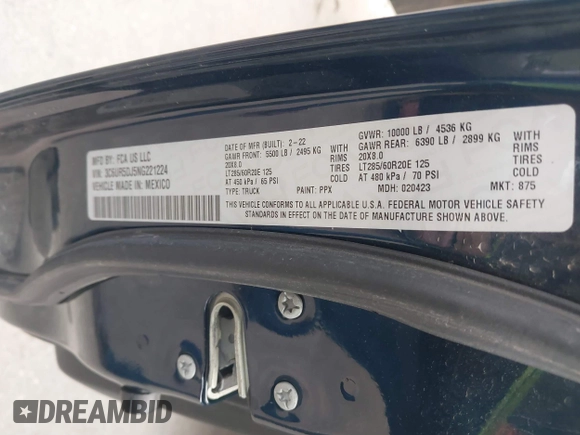 MFD BY: FCA US LLC
DATE OF MFR (BUILT): 2-22
GVWR: 10000 LB / 4536 KG
GAWR FRONT: 5500 LB / 2495 KG
GAWR REAR: 6390 LB / 2899 KG
20X8.0
20X8.0
VIN: 3C6UR5DJ5NG221224
LT285/60R20E 125
TIRES
LT285/60R20E 125
TIRES
VEHICLE MADE IN: MEXICO
AT 450 kPa / 65 PSI
COLD
AT 480 kPa / 70 PSI
COLD
TYPE: TRUCK
PAINT: PPX
MDH: 020423
MKT: 875
THIS VEHICLE CONFORMS TO ALL APPLICABLE U.S.A. FEDERAL MOTOR VEHICLE SAFETY
STANDARDS IN EFFECT ON THE DATE OF MANUFACTURE SHOWN ABOVE.
DREAMBID